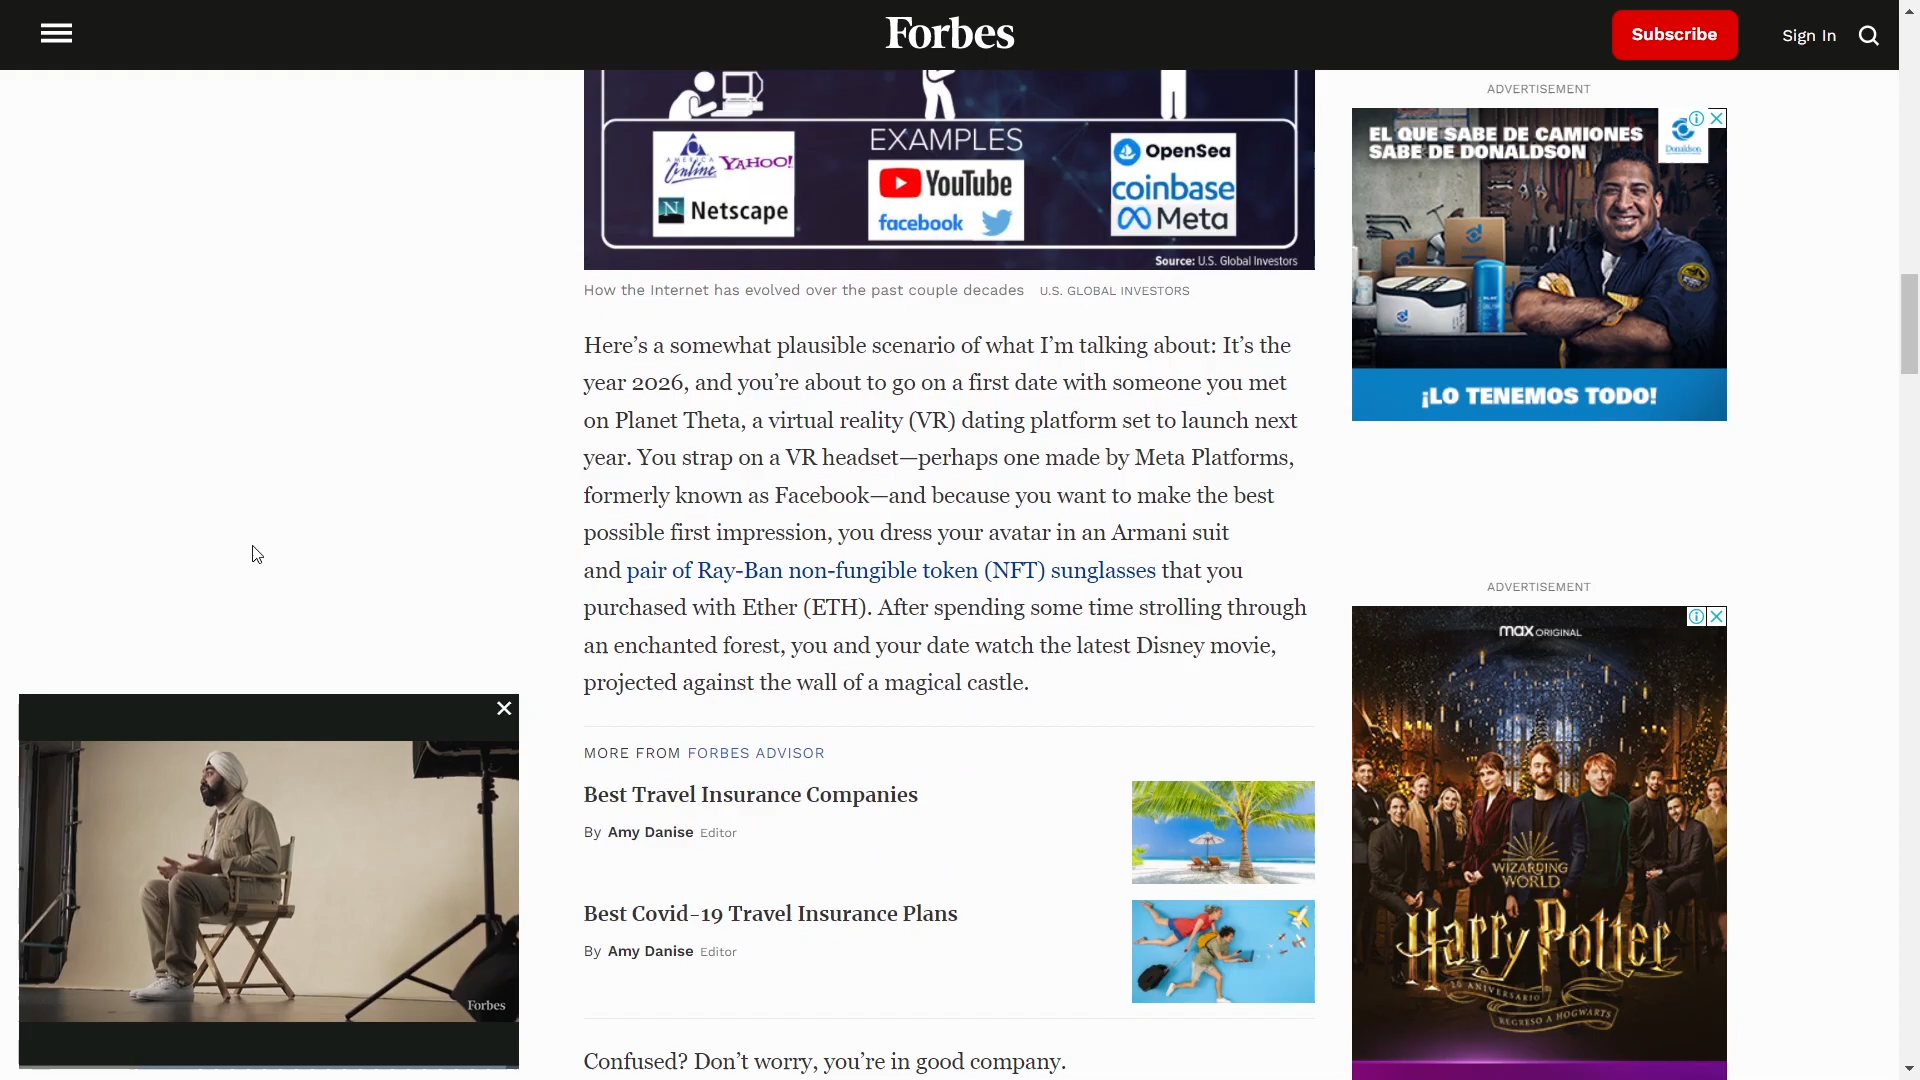 Forbes
Subscribe
Sign In
EXAMPLES
AMERICA
Online
YAHOO!
Netscape
YouTube
facebook
OpenSea
coinbase
Meta
Source: U.S. Global Investors
How the Internet has evolved over the past couple decades U.S. GLOBAL INVESTORS
Here’s a somewhat plausible scenario of what I’m talking about: It’s the
year 2026, and you’re about to go on a first date with someone you met
on Planet Theta, a virtual reality (VR) dating platform set to launch next
year. You strap on a VR headset—perhaps one made by Meta Platforms,
formerly known as Facebook—and because you want to make the best
possible first impression, you dress your avatar in an Armani suit
and pair of Ray-Ban non-fungible token (NFT) sunglasses that you
purchased with Ether (ETH). After spending some time strolling through
an enchanted forest, you and your date watch the latest Disney movie,
projected against the wall of a magical castle.
MORE FROM FORBES ADVISOR
Best Travel Insurance Companies
By Amy Danise Editor
Best Covid-19 Travel Insurance Plans
By Amy Danise Editor
Confused? Don’t worry, you’re in good company.
Forbes
ADVERTISEMENT
EL QUE SABE DE CAMIONES
SABE DE DONALDSON
Donaldson
¡LO TENEMOS TODO!
ADVERTISEMENT
max ORIGINAL
WIZARDING
WORLD
Harry Potter
20 ANIVERSARIO
REGRESO A HOGWARTS